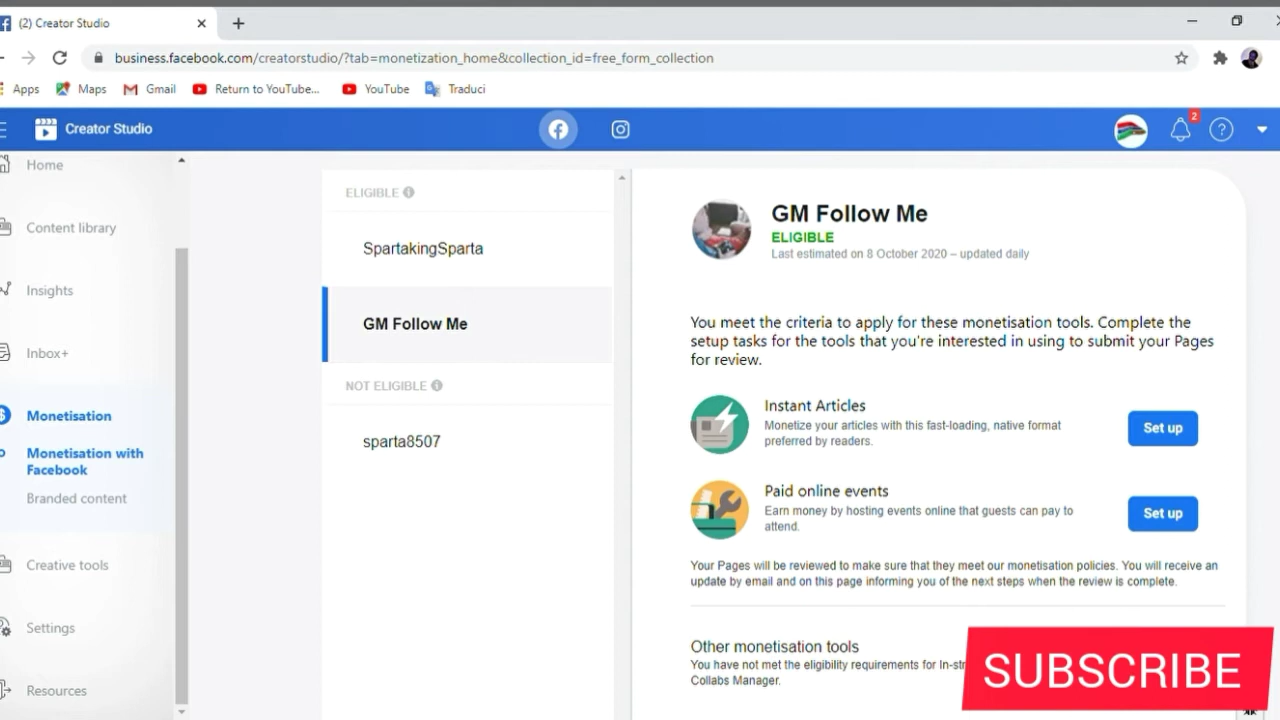 (2) Creator Studio
business.facebook.com/creatorstudio/?tab=monetization_home&collection_id=free_form_collection
Apps
Maps
Gmail
Return to YouTube...
YouTube
Traduci
Creator Studio
2
Home
Content library
Insights
Inbox+
Monetisation
Monetisation with
Facebook
Branded content
Creative tools
Settings
Resources
ELIGIBLE
SpartakingSparta
GM Follow Me
NOT ELIGIBLE
sparta8507
GM Follow Me
ELIGIBLE
Last estimated on 8 October 2020 – updated daily
You meet the criteria to apply for these monetisation tools. Complete the
setup tasks for the tools that you're interested in using to submit your Pages
for review.
Instant Articles
Monetize your articles with this fast-loading, native format
preferred by readers.
Set up
Paid online events
Earn money by hosting events online that guests can pay to
attend.
Set up
Your Pages will be reviewed to make sure that they meet our monetisation policies. You will receive an
update by email and on this page informing you of the next steps when the review is complete.
Other monetisation tools
You have not met the eligibility requirements for
Collabs Manager.
SUBSCRIBE